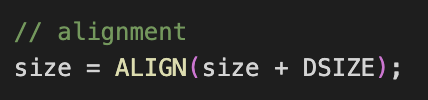 // alignment
size = ALIGN(size + DSIZE);